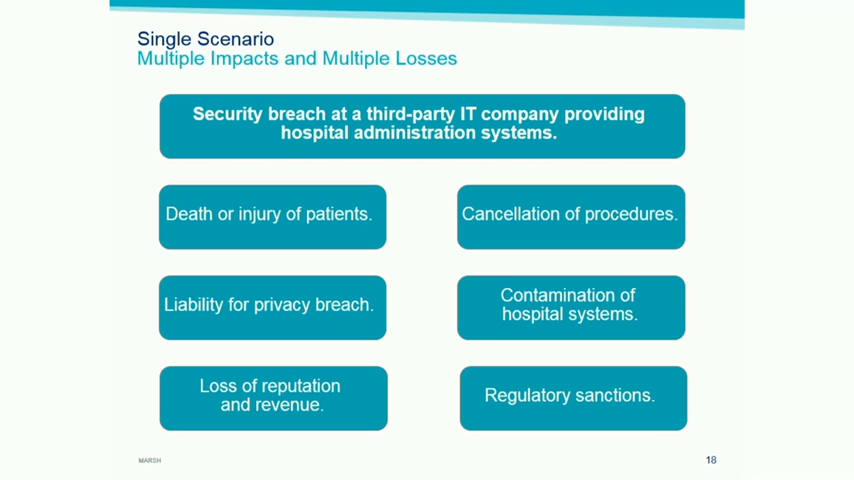 Single Scenario
Multiple Impacts and Multiple Losses
Security breach at a third-party IT company providing
hospital administration systems.
Death or injury of patients.
Cancellation of procedures.
Liability for privacy breach.
Contamination of
hospital systems.
Loss of reputation
and revenue.
Regulatory sanctions.
MARSH
18